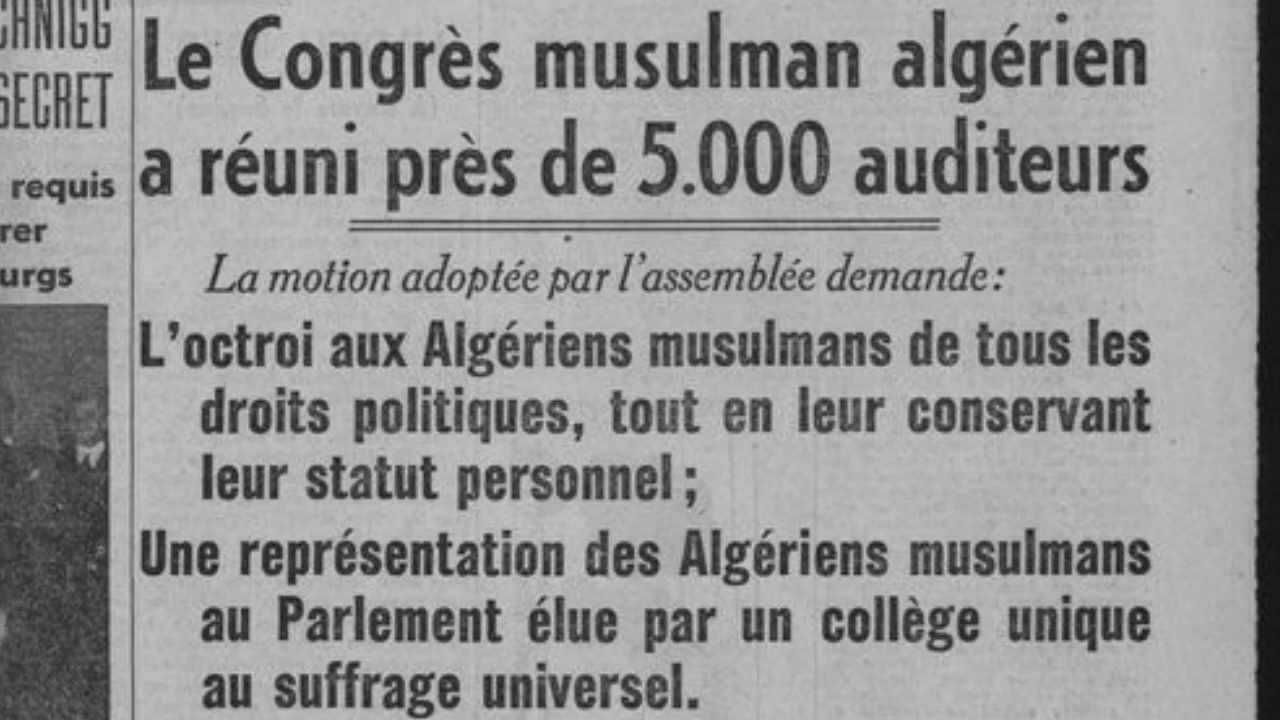 SECRET
requis
Le Congrès musulman algérien
a réuni près de 5.000 auditeurs
La motion adoptée par l'assemblée demande:
L'octroi aux Algériens musulmans de tous les
droits politiques, tout en leur conservant
leur statut personnel;
Une représentation des Algériens musulmans
au Parlement élue par un collège unique
au suffrage universel.